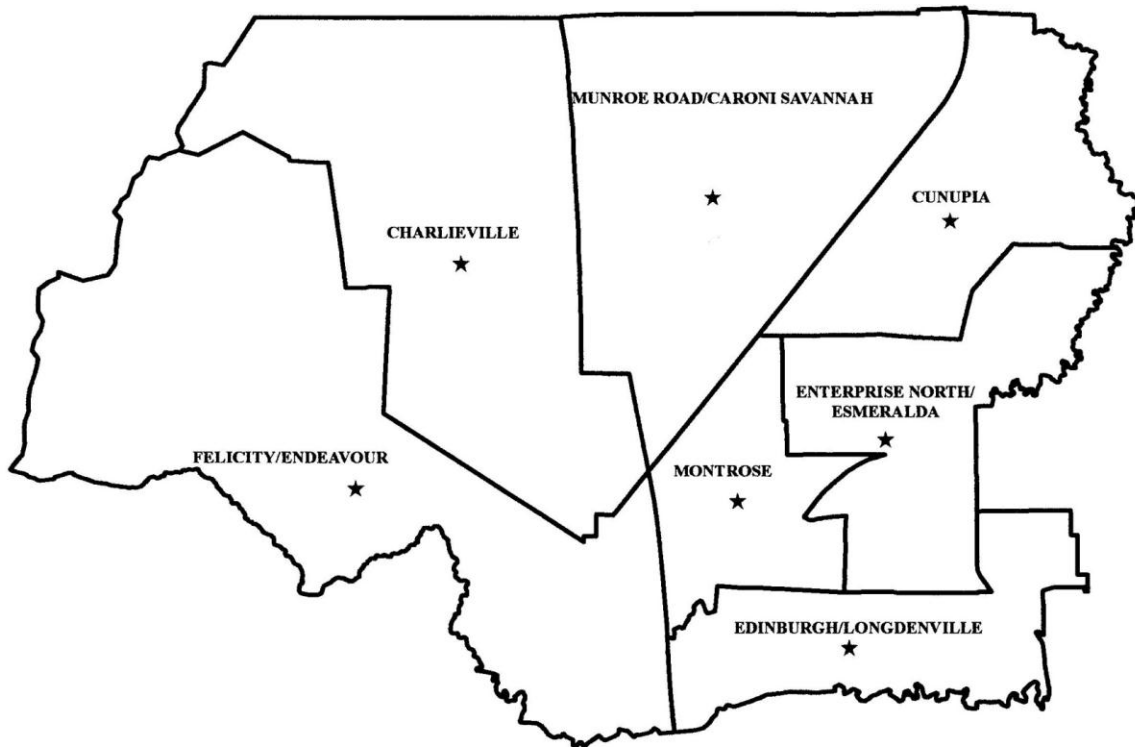 MUNROE ROAD/CARONI SAVANNAH
CUNUPIA
CHARLIEVILLE
ENTERPRISE NORTH/
ESMERALDA
FELICITY/ENDEAVOUR
MONTROSE
EDINBURGH/LONGDENVILLE